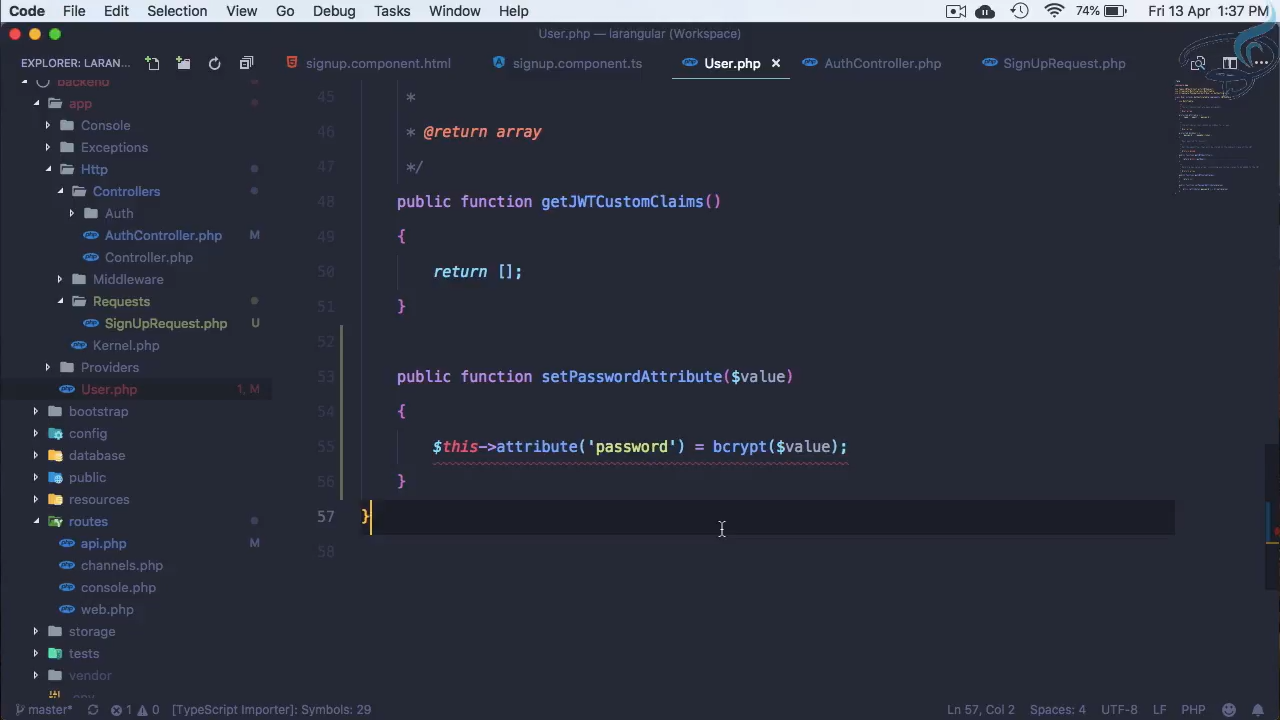 Code File Edit Selection View Go Debug Tasks Window Help 74% Fri 13 Apr 1:37 PM
User.php — larangular (Workspace)
EXPLORER: LARAN... signup.component.html signup.component.ts User.php × AuthController.php SignUpRequest.php ...
backend
app
Console
Exceptions
Http
Controllers
Auth
AuthController.php M
Controller.php
Middleware
Requests
SignUpRequest.php U
Kernel.php
Providers
User.php 1, M
bootstrap
config
database
public
resources
routes
api.php M
channels.php
console.php
web.php
storage
tests
vendor
45 *
46 * @return array
47 */
48 public function getJWTCustomClaims()
49 {
50 return [];
51 }
52
53 public function setPasswordAttribute($value)
54 {
55 $this->attribute('password') = bcrypt($value);
56 }
57 }
58
master* 1 0 [TypeScript Importer]: Symbols: 29 Ln 57, Col 2 Spaces: 4 UTF-8 LF PHP